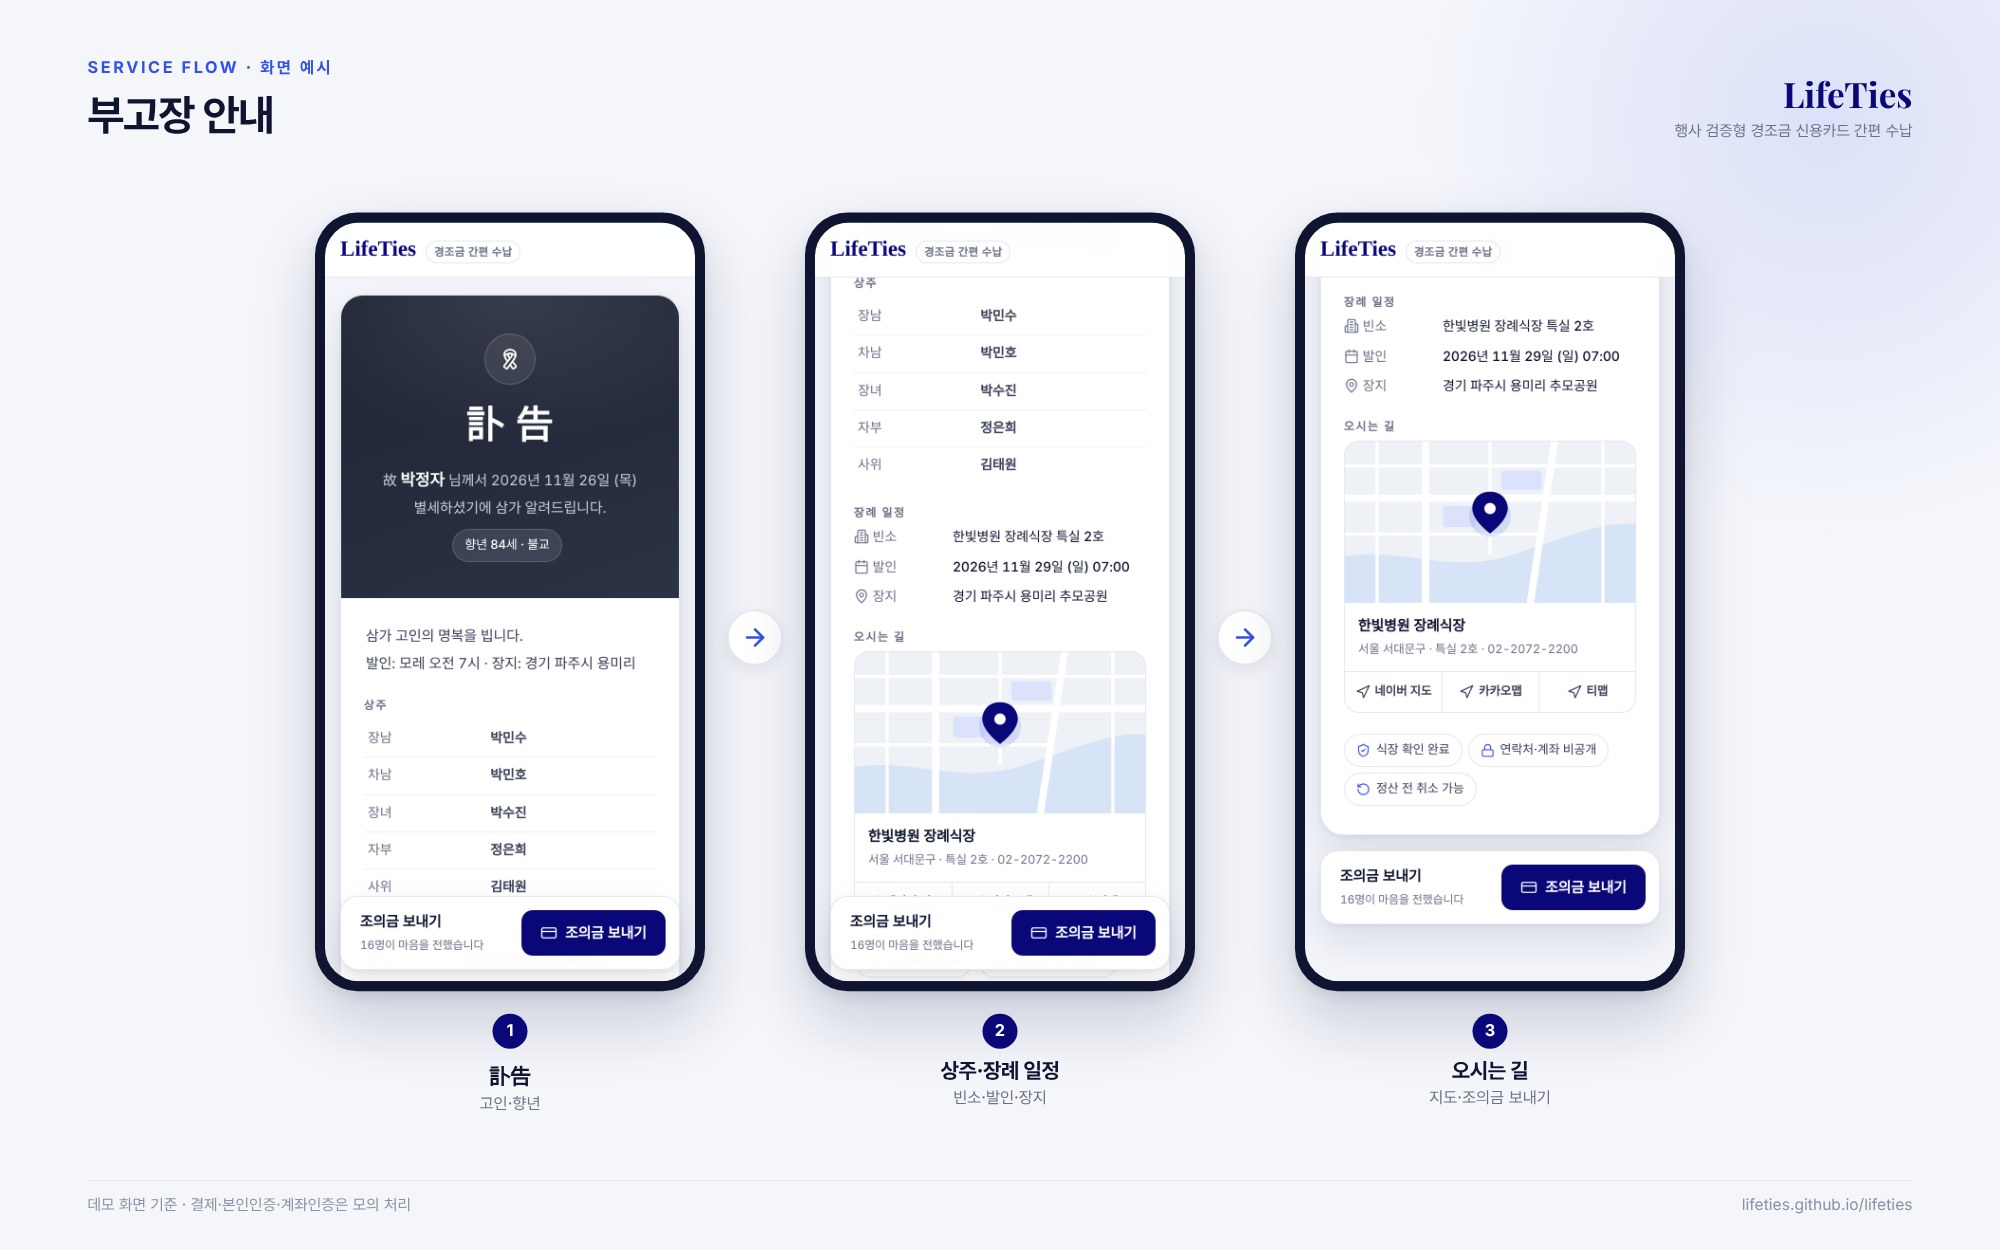 SERVICE FLOW · 화면 예시
부고장 안내
LifeTies
행사 검증형 경조금 신용카드 간편 수납
LifeTies 경조금 간편 수납
訃告
故 박정자 님께서 2026년 11월 26일 (목)
별세하셨기에 삼가 알려드립니다.
향년 84세 · 불교
삼가 고인의 명복을 빕니다.
발인: 모레 오전 7시 · 장지: 경기 파주시 용미리
상주
장남 박민수
차남 박민호
장녀 박수진
자부 정은희
사위 김태원
조의금 보내기
16명이 마음을 전했습니다
조의금 보내기
1
訃告
고인·향년
LifeTies 경조금 간편 수납
상주
장남 박민수
차남 박민호
장녀 박수진
자부 정은희
사위 김태원
장례 일정
빈소 한빛병원 장례식장 특실 2호
발인 2026년 11월 29일 (일) 07:00
장지 경기 파주시 용미리 추모공원
오시는 길
한빛병원 장례식장
서울 서대문구 · 특실 2호 · 02-2072-2200
조의금 보내기
16명이 마음을 전했습니다
조의금 보내기
2
상주·장례 일정
빈소·발인·장지
LifeTies 경조금 간편 수납
장례 일정
빈소 한빛병원 장례식장 특실 2호
발인 2026년 11월 29일 (일) 07:00
장지 경기 파주시 용미리 추모공원
오시는 길
한빛병원 장례식장
서울 서대문구 · 특실 2호 · 02-2072-2200
네이버 지도 카카오맵 티맵
식장 확인 완료 연락처·계좌 비공개
정산 전 취소 가능
조의금 보내기
16명이 마음을 전했습니다
조의금 보내기
3
오시는 길
지도·조의금 보내기
데모 화면 기준 · 결제·본인인증·계좌인증은 모의 처리
lifeties.github.io/lifeties